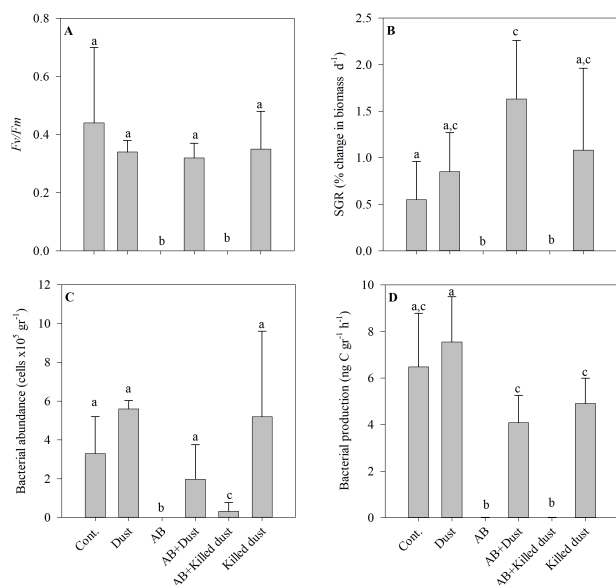 A
Fv/Fm
0.8
0.6
0.4
0.2
0.0
a
a
b
a
b
a
B
SGR (% change in biomass d⁻¹)
2.5
2.0
1.5
1.0
0.5
0.0
a
a,c
b
c
b
a,c
C
Bacterial abundance (cells x10⁵ gr⁻¹)
12
10
8
6
4
2
0
a
a
b
a
c
a
Cont.
Dust
AB
AB+Dust
AB+Killed dust
Killed dust
D
Bacterial production (ng C gr⁻¹ h⁻¹)
10
8
6
4
2
0
a,c
a
b
c
b
c
Cont.
Dust
AB
AB+Dust
AB+Killed dust
Killed dust